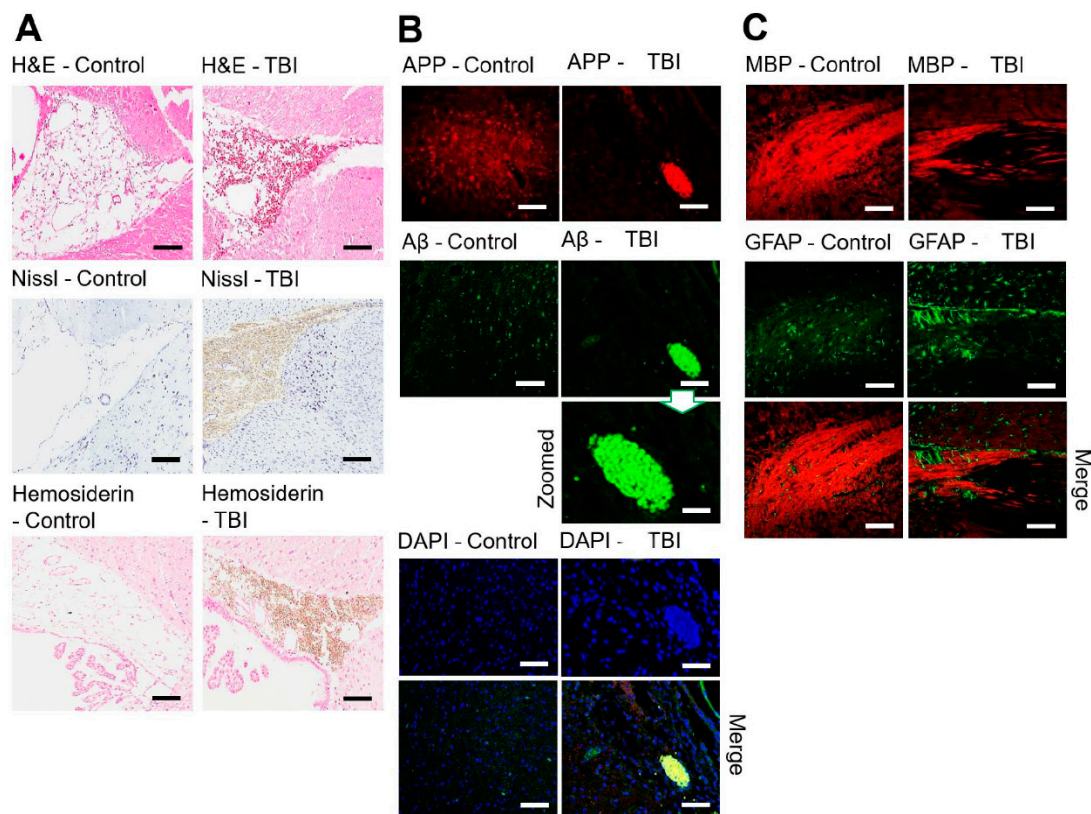 A
H&E - Control
H&E - TBI
Nissl - Control
Nissl - TBI
Hemosiderin
- Control
Hemosiderin
- TBI
B
APP - Control
APP - TBI
Aβ - Control
Aβ - TBI
Zoomed
DAPI - Control
DAPI - TBI
Merge
C
MBP - Control
MBP - TBI
GFAP - Control
GFAP - TBI
Merge